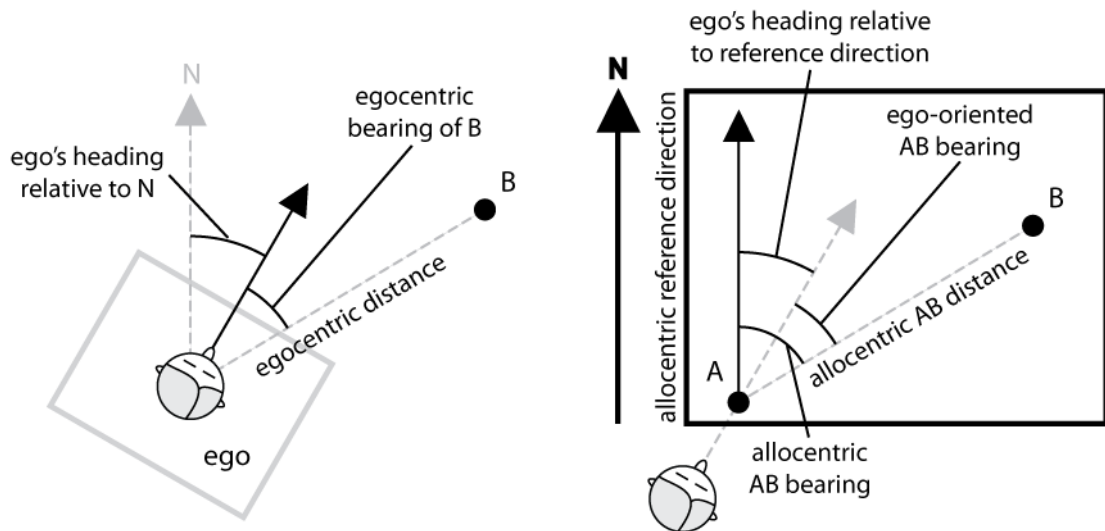 N
ego’s heading
relative to N
egocentric
bearing of B
B
egocentric distance
ego
N
allocentric reference direction
ego’s heading relative
to reference direction
ego-oriented
AB bearing
B
A
allocentric AB distance
allocentric
AB bearing